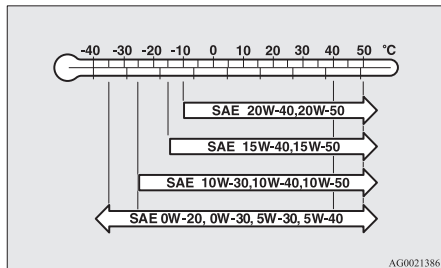 -40 -30 -20 -10 0 10 20 30 40 50 °C
SAE 20W-40,20W-50
SAE 15W-40,15W-50
SAE 10W-30,10W-40,10W-50
SAE 0W-20, 0W-30, 5W-30, 5W-40
AG0021386